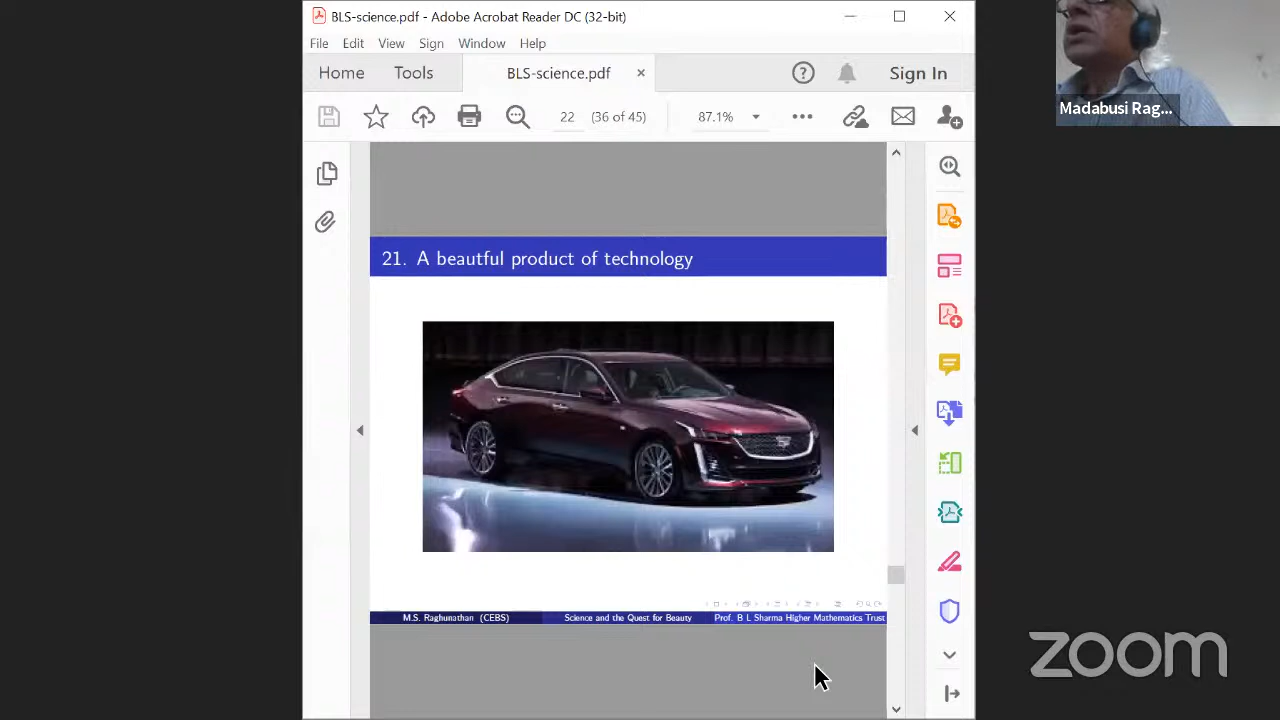 BLS-science.pdf - Adobe Acrobat Reader DC (32-bit)
File Edit View Sign Window Help
Home Tools BLS-science.pdf Sign In
22 (36 of 45) 87.1%
Madabusi Rag...
21. A beautful product of technology
M.S. Raghunathan (CEBS) Science and the Quest for Beauty Prof. B L Sharma Higher Mathematics Trust
zoom